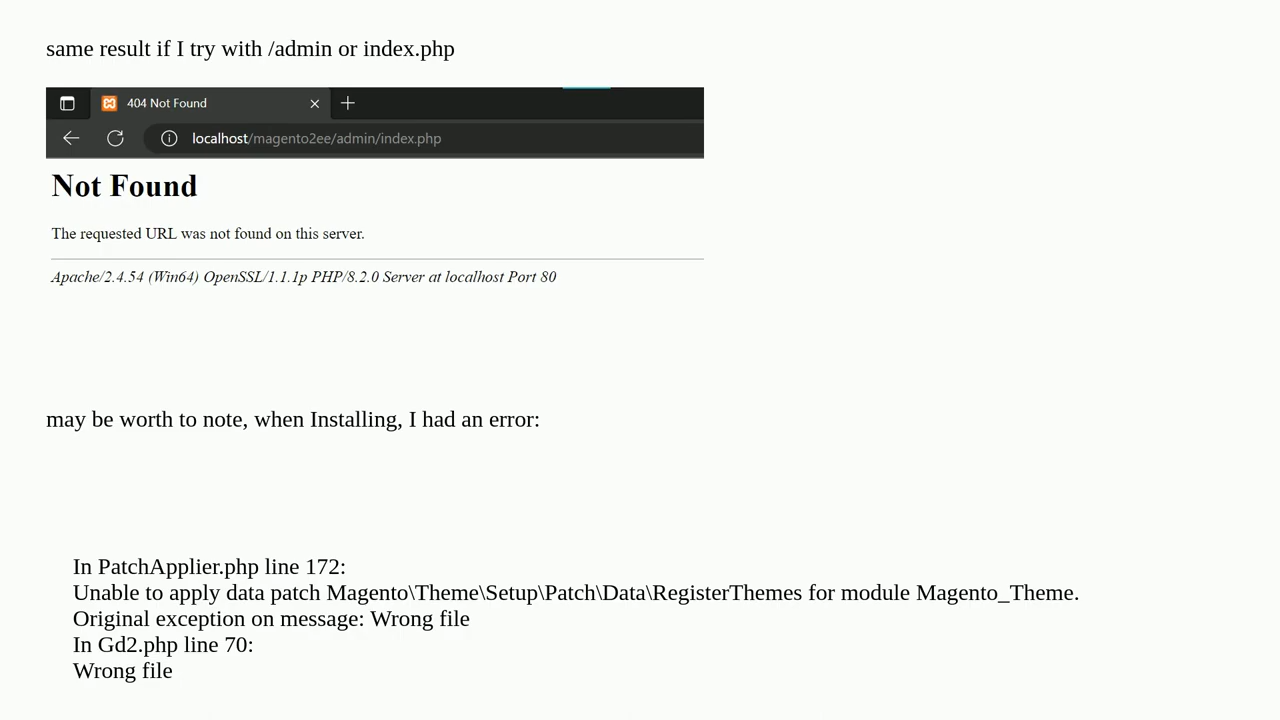 same result if I try with /admin or index.php
404 Not Found
localhost/magento2ee/admin/index.php
Not Found
The requested URL was not found on this server.
Apache/2.4.54 (Win64) OpenSSL/1.1.1p PHP/8.2.0 Server at localhost Port 80
may be worth to note, when Installing, I had an error:
In PatchApplier.php line 172:
Unable to apply data patch Magento\Theme\Setup\Patch\Data\RegisterThemes for module Magento_Theme.
Original exception on message: Wrong file
In Gd2.php line 70:
Wrong file